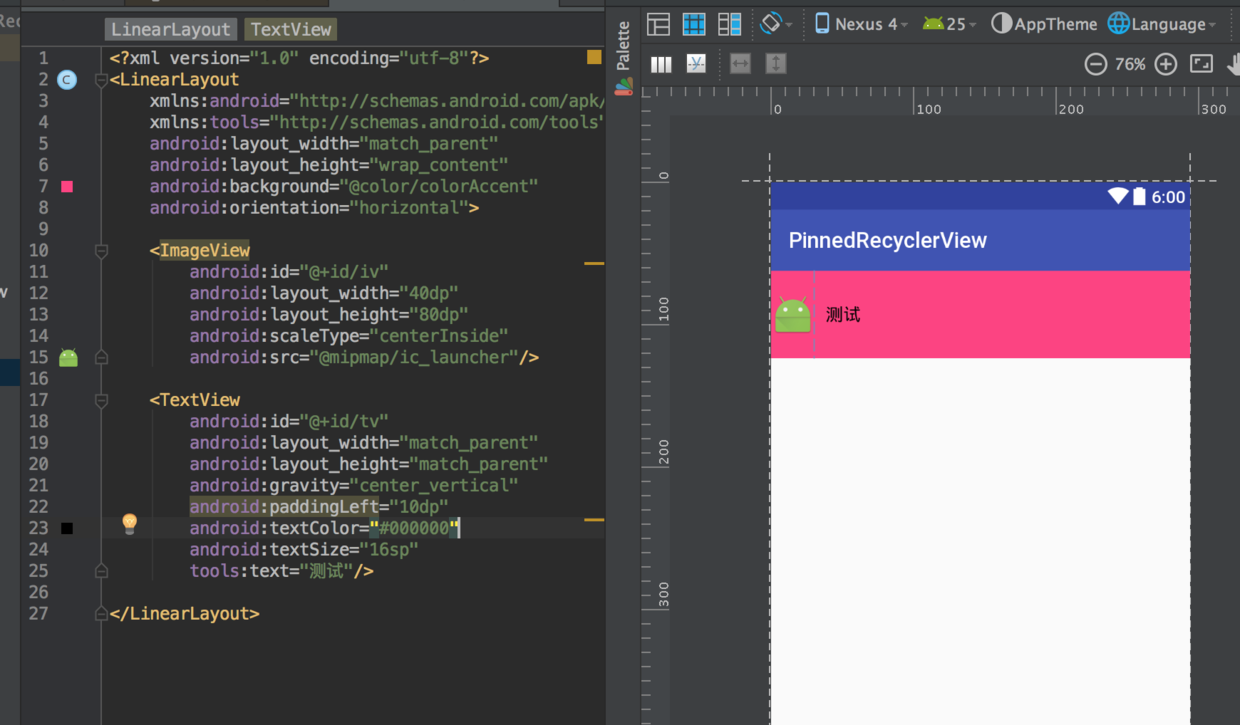 Rec
LinearLayout TextView
1 <?xml version="1.0" encoding="utf-8"?>
2 <LinearLayout
3 xmlns:android="http://schemas.android.com/apk/
4 xmlns:tools="http://schemas.android.com/tools"
5 android:layout_width="match_parent"
6 android:layout_height="wrap_content"
7 android:background="@color/colorAccent"
8 android:orientation="horizontal">
9
10 <ImageView
11 android:id="@+id/iv"
12 android:layout_width="40dp"
13 android:layout_height="80dp"
14 android:scaleType="centerInside"
15 android:src="@mipmap/ic_launcher"/>
16
17 <TextView
18 android:id="@+id/tv"
19 android:layout_width="match_parent"
20 android:layout_height="match_parent"
21 android:gravity="center_vertical"
22 android:paddingLeft="10dp"
23 android:textColor="#000000"
24 android:textSize="16sp"
25 tools:text="测试"/>
26
27 </LinearLayout>
Palette
Nexus 4 25 AppTheme Language
76%
0 100 200 300
0
100
200
300
6:00
PinnedRecyclerView
测试